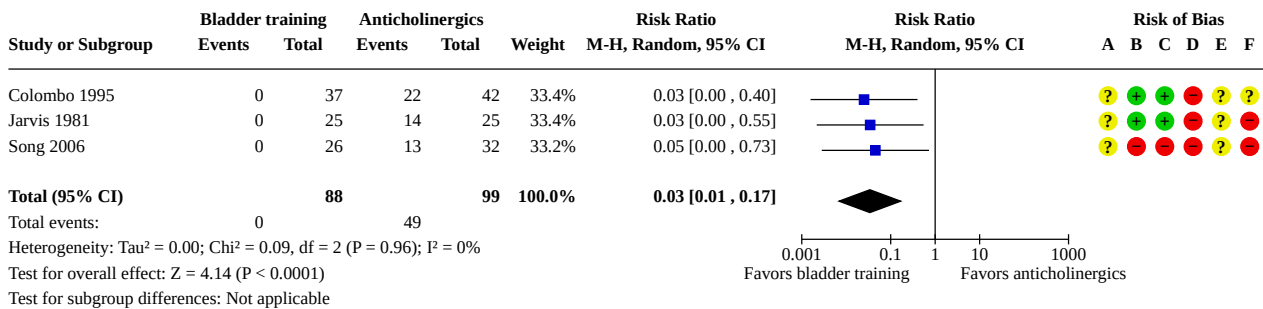 Bladder training Anticholinergics Risk Ratio Risk Ratio Risk of Bias
Study or Subgroup Events Total Events Total Weight M-H, Random, 95% CI M-H, Random, 95% CI A B C D E F
Colombo 1995 0 37 22 42 33.4% 0.03 [0.00 , 0.40] ? + + − ? ?
Jarvis 1981 0 25 14 25 33.4% 0.03 [0.00 , 0.55] ? + + − ? −
Song 2006 0 26 13 32 33.2% 0.05 [0.00 , 0.73] ? − − − ? −
Total (95% CI) 88 99 100.0% 0.03 [0.01 , 0.17]
Total events: 0 49
Heterogeneity: Tau² = 0.00; Chi² = 0.09, df = 2 (P = 0.96); I² = 0%
0.001 0.1 1 10 1000
Test for overall effect: Z = 4.14 (P < 0.0001) Favors bladder training Favors anticholinergics
Test for subgroup differences: Not applicable